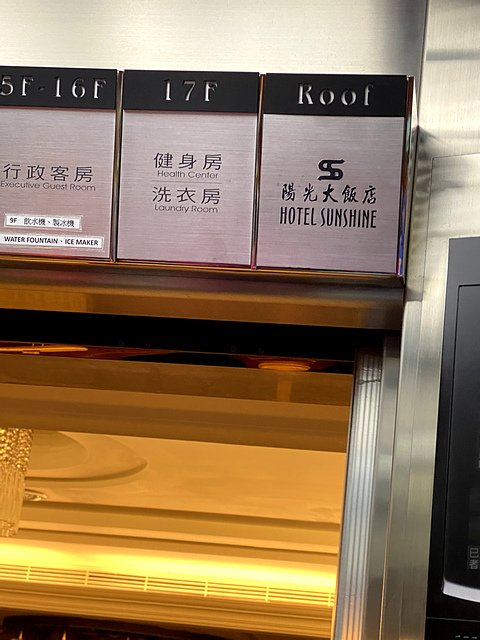 5F-16F
行政客房
Executive Guest Room
9F 飲水機、製冰機
WATER FOUNTAIN、ICE MAKER
17F
健身房
Health Center
洗衣房
Laundry Room
Roof
陽光大飯店
HOTEL SUNSHINE